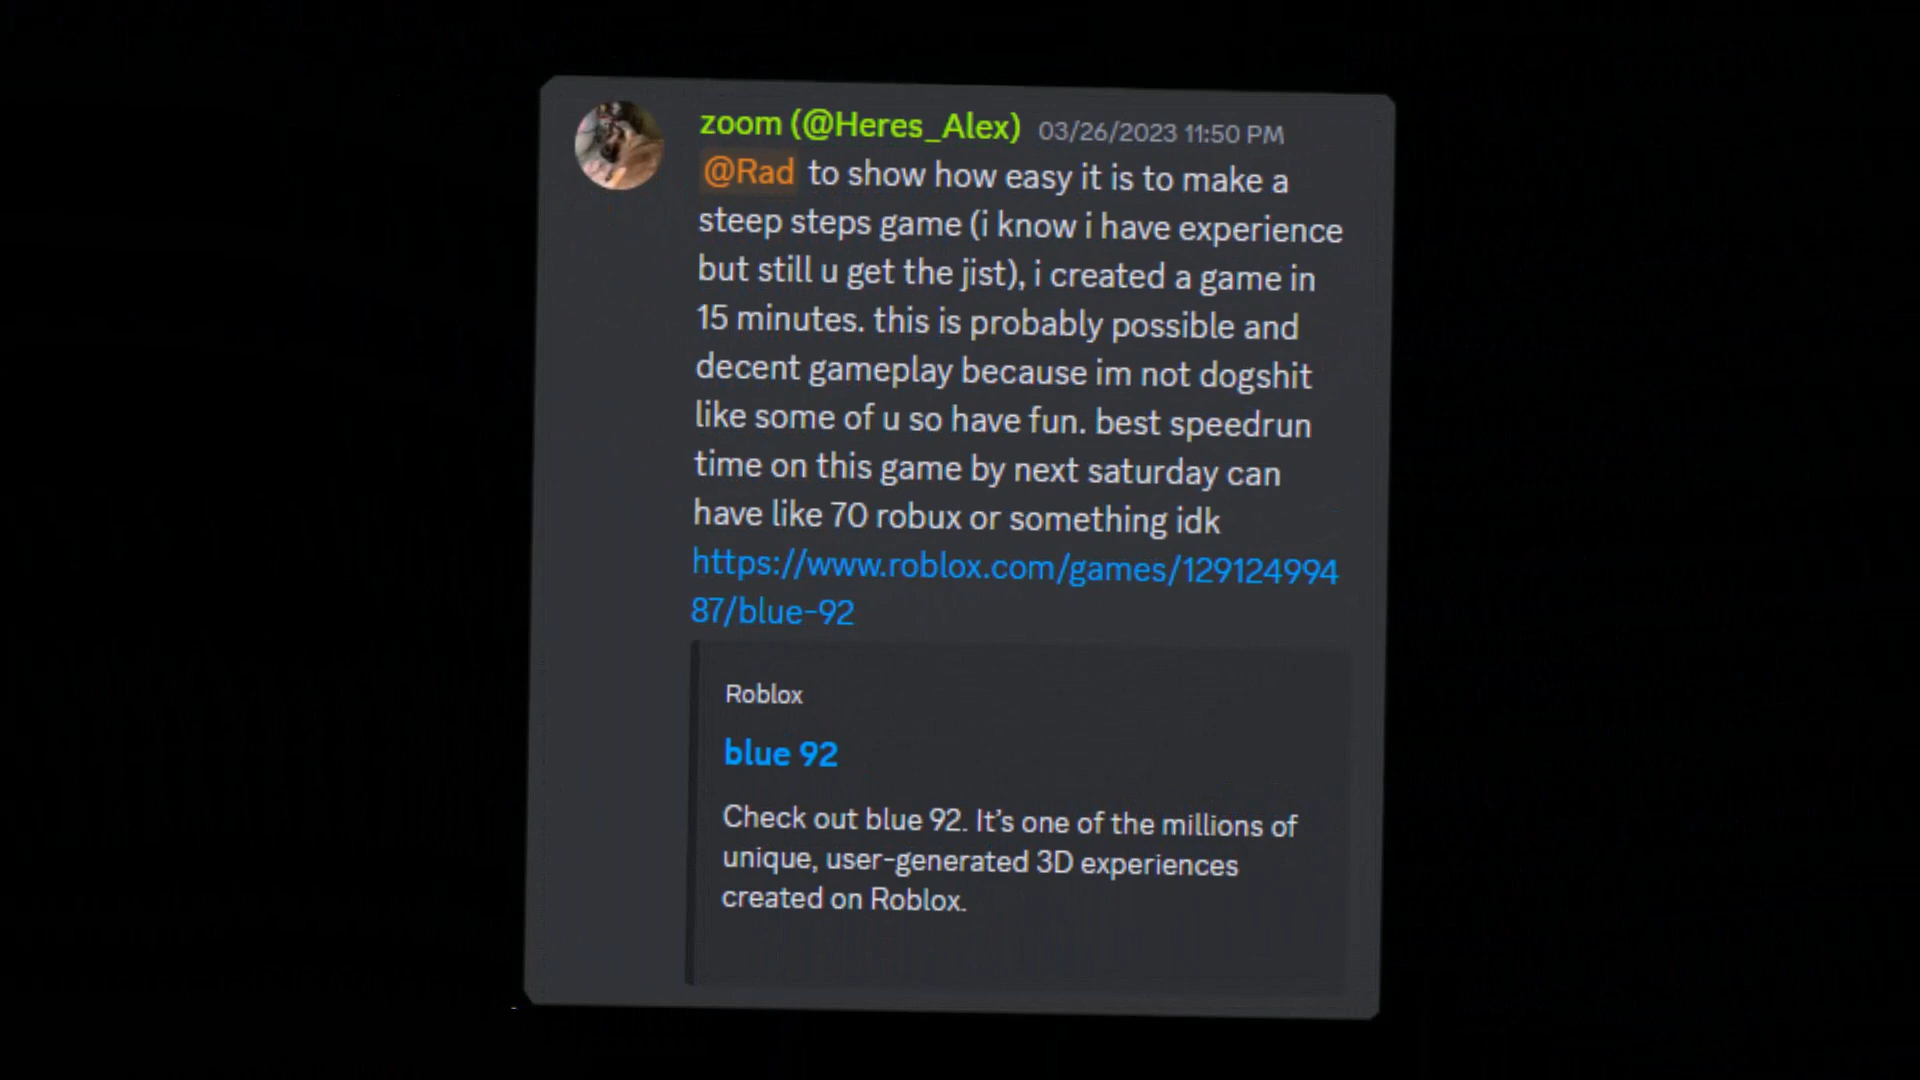 zoom (@Heres_Alex) 03/26/2023 11:50 PM
@Rad to show how easy it is to make a
steep steps game (i know i have experience
but still u get the jist), i created a game in
15 minutes. this is probably possible and
decent gameplay because im not dogshit
like some of u so have fun. best speedrun
time on this game by next saturday can
have like 70 robux or something idk
https://www.roblox.com/games/129124994
87/blue-92
Roblox
blue 92
Check out blue 92. It’s one of the millions of
unique, user-generated 3D experiences
created on Roblox.